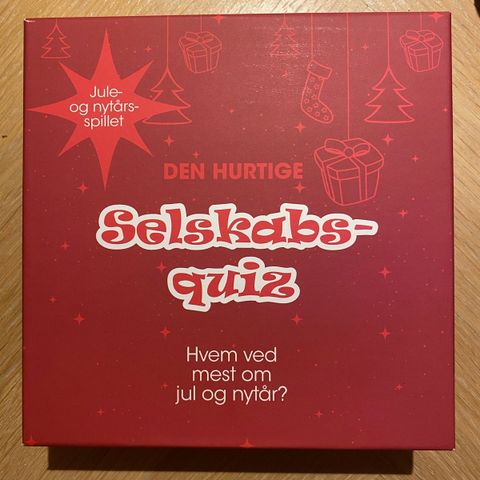 Jule-
og nytårs-
spillet
DEN HURTIGE
Selskabs-
quiz
Hvem ved
mest om
jul og nytår?